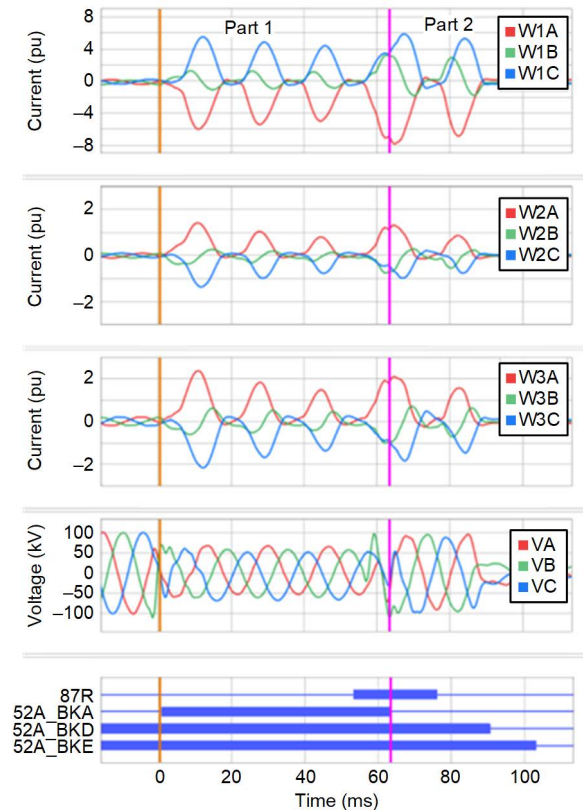 8
4
0
−4
−8
Current (pu)
Part 1
Part 2
W1A
W1B
W1C
2
0
−2
Current (pu)
W2A
W2B
W2C
2
0
−2
Current (pu)
W3A
W3B
W3C
100
50
0
−50
−100
Voltage (kV)
VA
VB
VC
87R
52A_BKA
52A_BKD
52A_BKE
0 20 40 60 80 100
Time (ms)